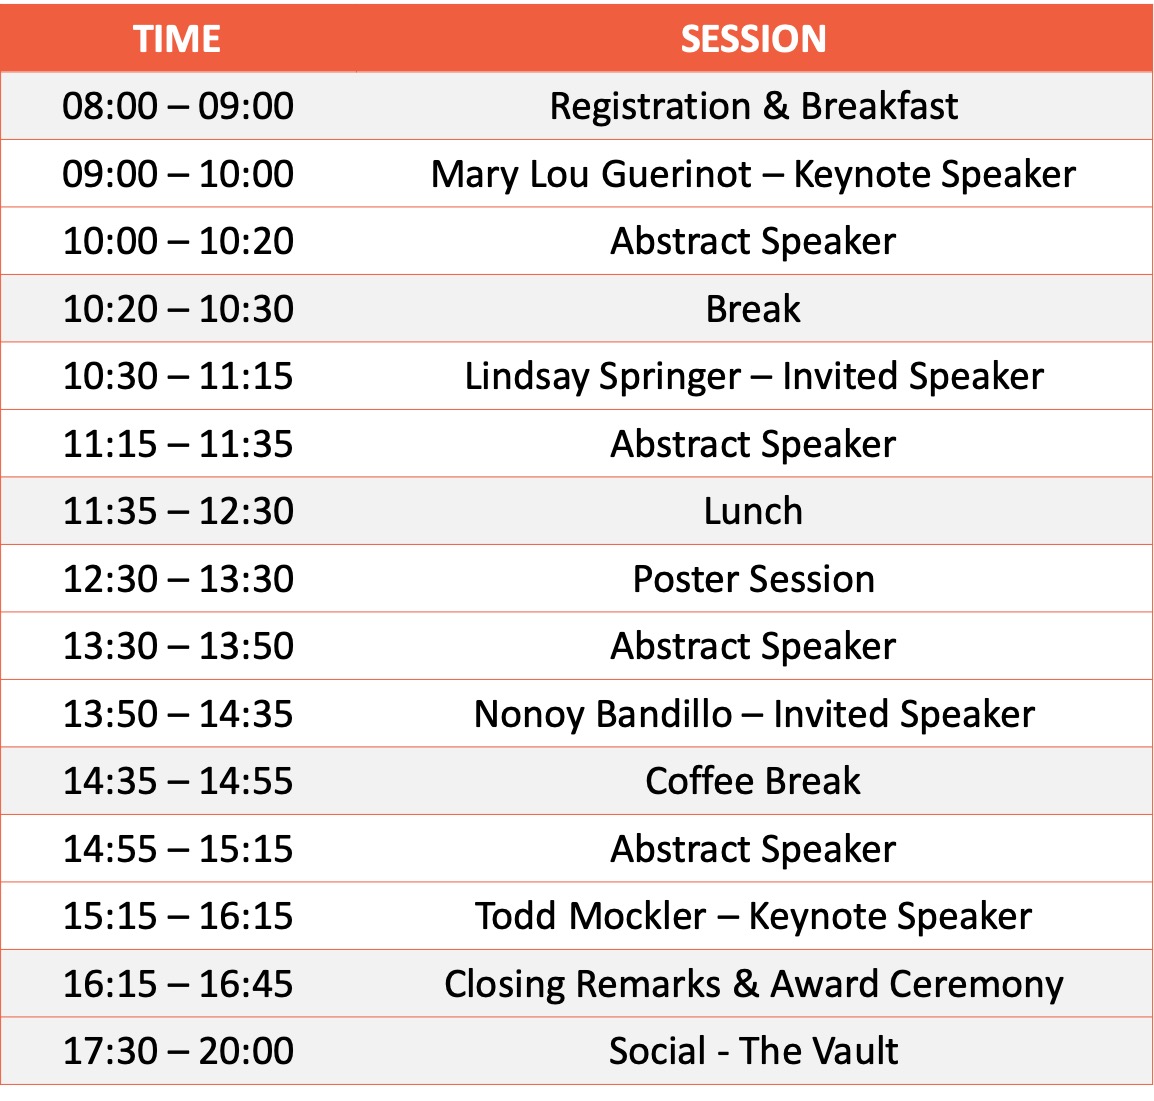 TIME SESSION
08:00 – 09:00 Registration & Breakfast
09:00 – 10:00 Mary Lou Guerinot – Keynote Speaker
10:00 – 10:20 Abstract Speaker
10:20 – 10:30 Break
10:30 – 11:15 Lindsay Springer – Invited Speaker
11:15 – 11:35 Abstract Speaker
11:35 – 12:30 Lunch
12:30 – 13:30 Poster Session
13:30 – 13:50 Abstract Speaker
13:50 – 14:35 Nonoy Bandillo – Invited Speaker
14:35 – 14:55 Coffee Break
14:55 – 15:15 Abstract Speaker
15:15 – 16:15 Todd Mockler – Keynote Speaker
16:15 – 16:45 Closing Remarks & Award Ceremony
17:30 – 20:00 Social - The Vault